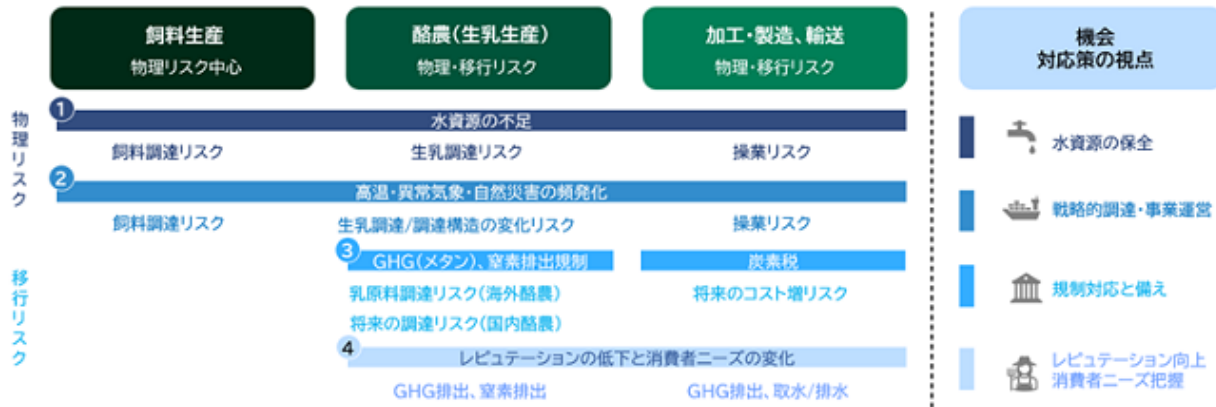 飼料生産
物理リスク中心
酪農(生乳生産)
物理・移行リスク
加工・製造、輸送
物理・移行リスク
機会
対応策の視点
物理リスク
1
水資源の不足
飼料調達リスク
生乳調達リスク
操業リスク
水資源の保全
2
高温・異常気象・自然災害の頻発化
飼料調達リスク
生乳調達/調達構造の変化リスク
操業リスク
戦略的調達・事業運営
移行リスク
3
GHG(メタン)、窒素排出規制
炭素税
乳原料調達リスク(海外酪農)
将来のコスト増リスク
将来の調達リスク(国内酪農)
規制対応と備え
4
レピュテーションの低下と消費者ニーズの変化
GHG排出、窒素排出
GHG排出、取水/排水
レピュテーション向上
消費者ニーズ把握